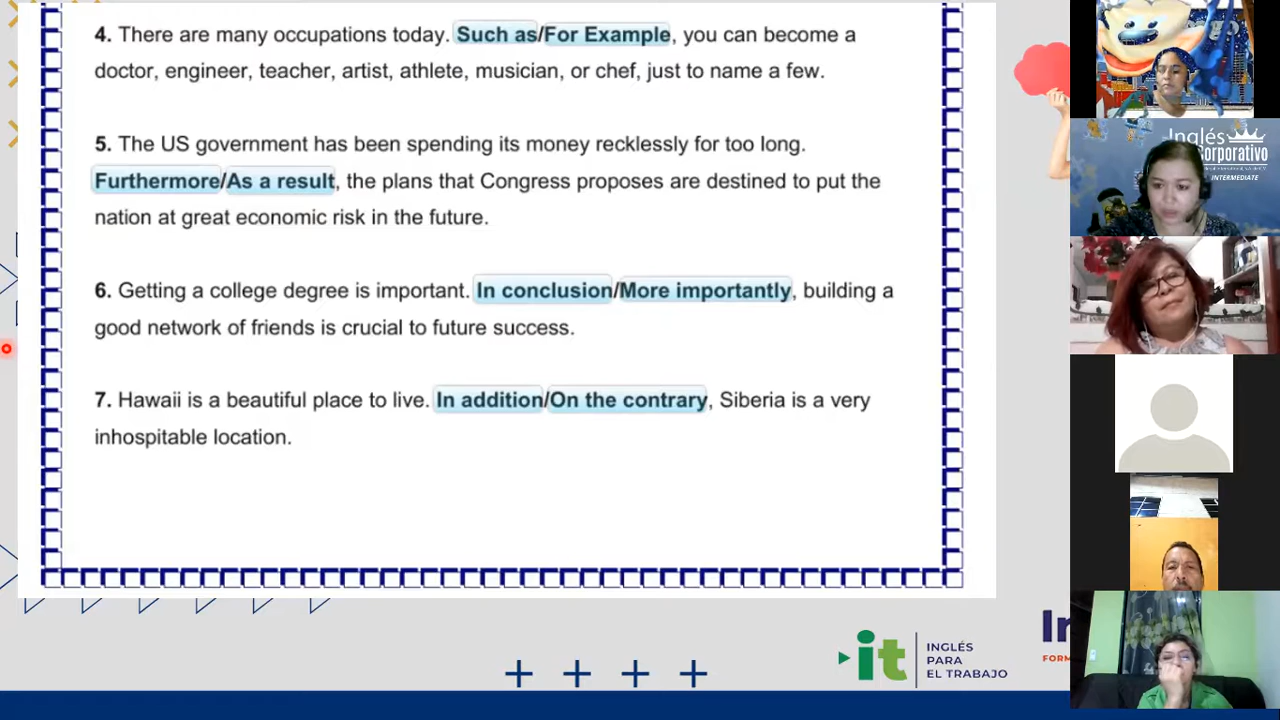 4. There are many occupations today. Such as/For Example, you can become a
doctor, engineer, teacher, artist, athlete, musician, or chef, just to name a few.
5. The US government has been spending its money recklessly for too long.
Furthermore/As a result, the plans that Congress proposes are destined to put the
nation at great economic risk in the future.
6. Getting a college degree is important. In conclusion/More importantly, building a
good network of friends is crucial to future success.
7. Hawaii is a beautiful place to live. In addition/On the contrary, Siberia is a very
inhospitable location.
it
INGLÉS
PARA
EL TRABAJO
In
FORM
Inglés
Corporativo
INTERMEDIATE